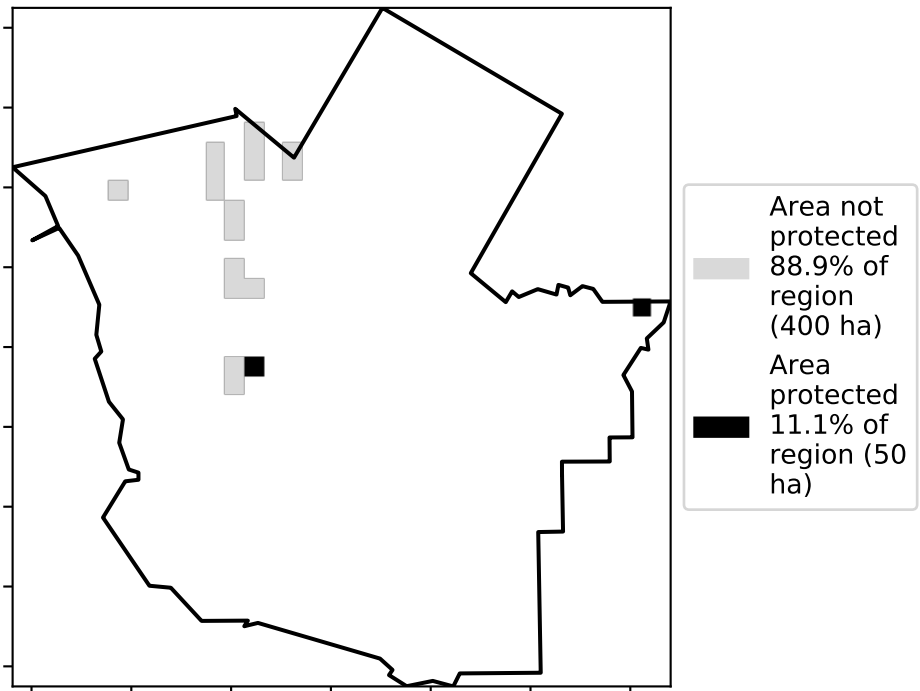 Area not
protected
88.9% of
region
(400 ha)
Area
protected
11.1% of
region (50
ha)